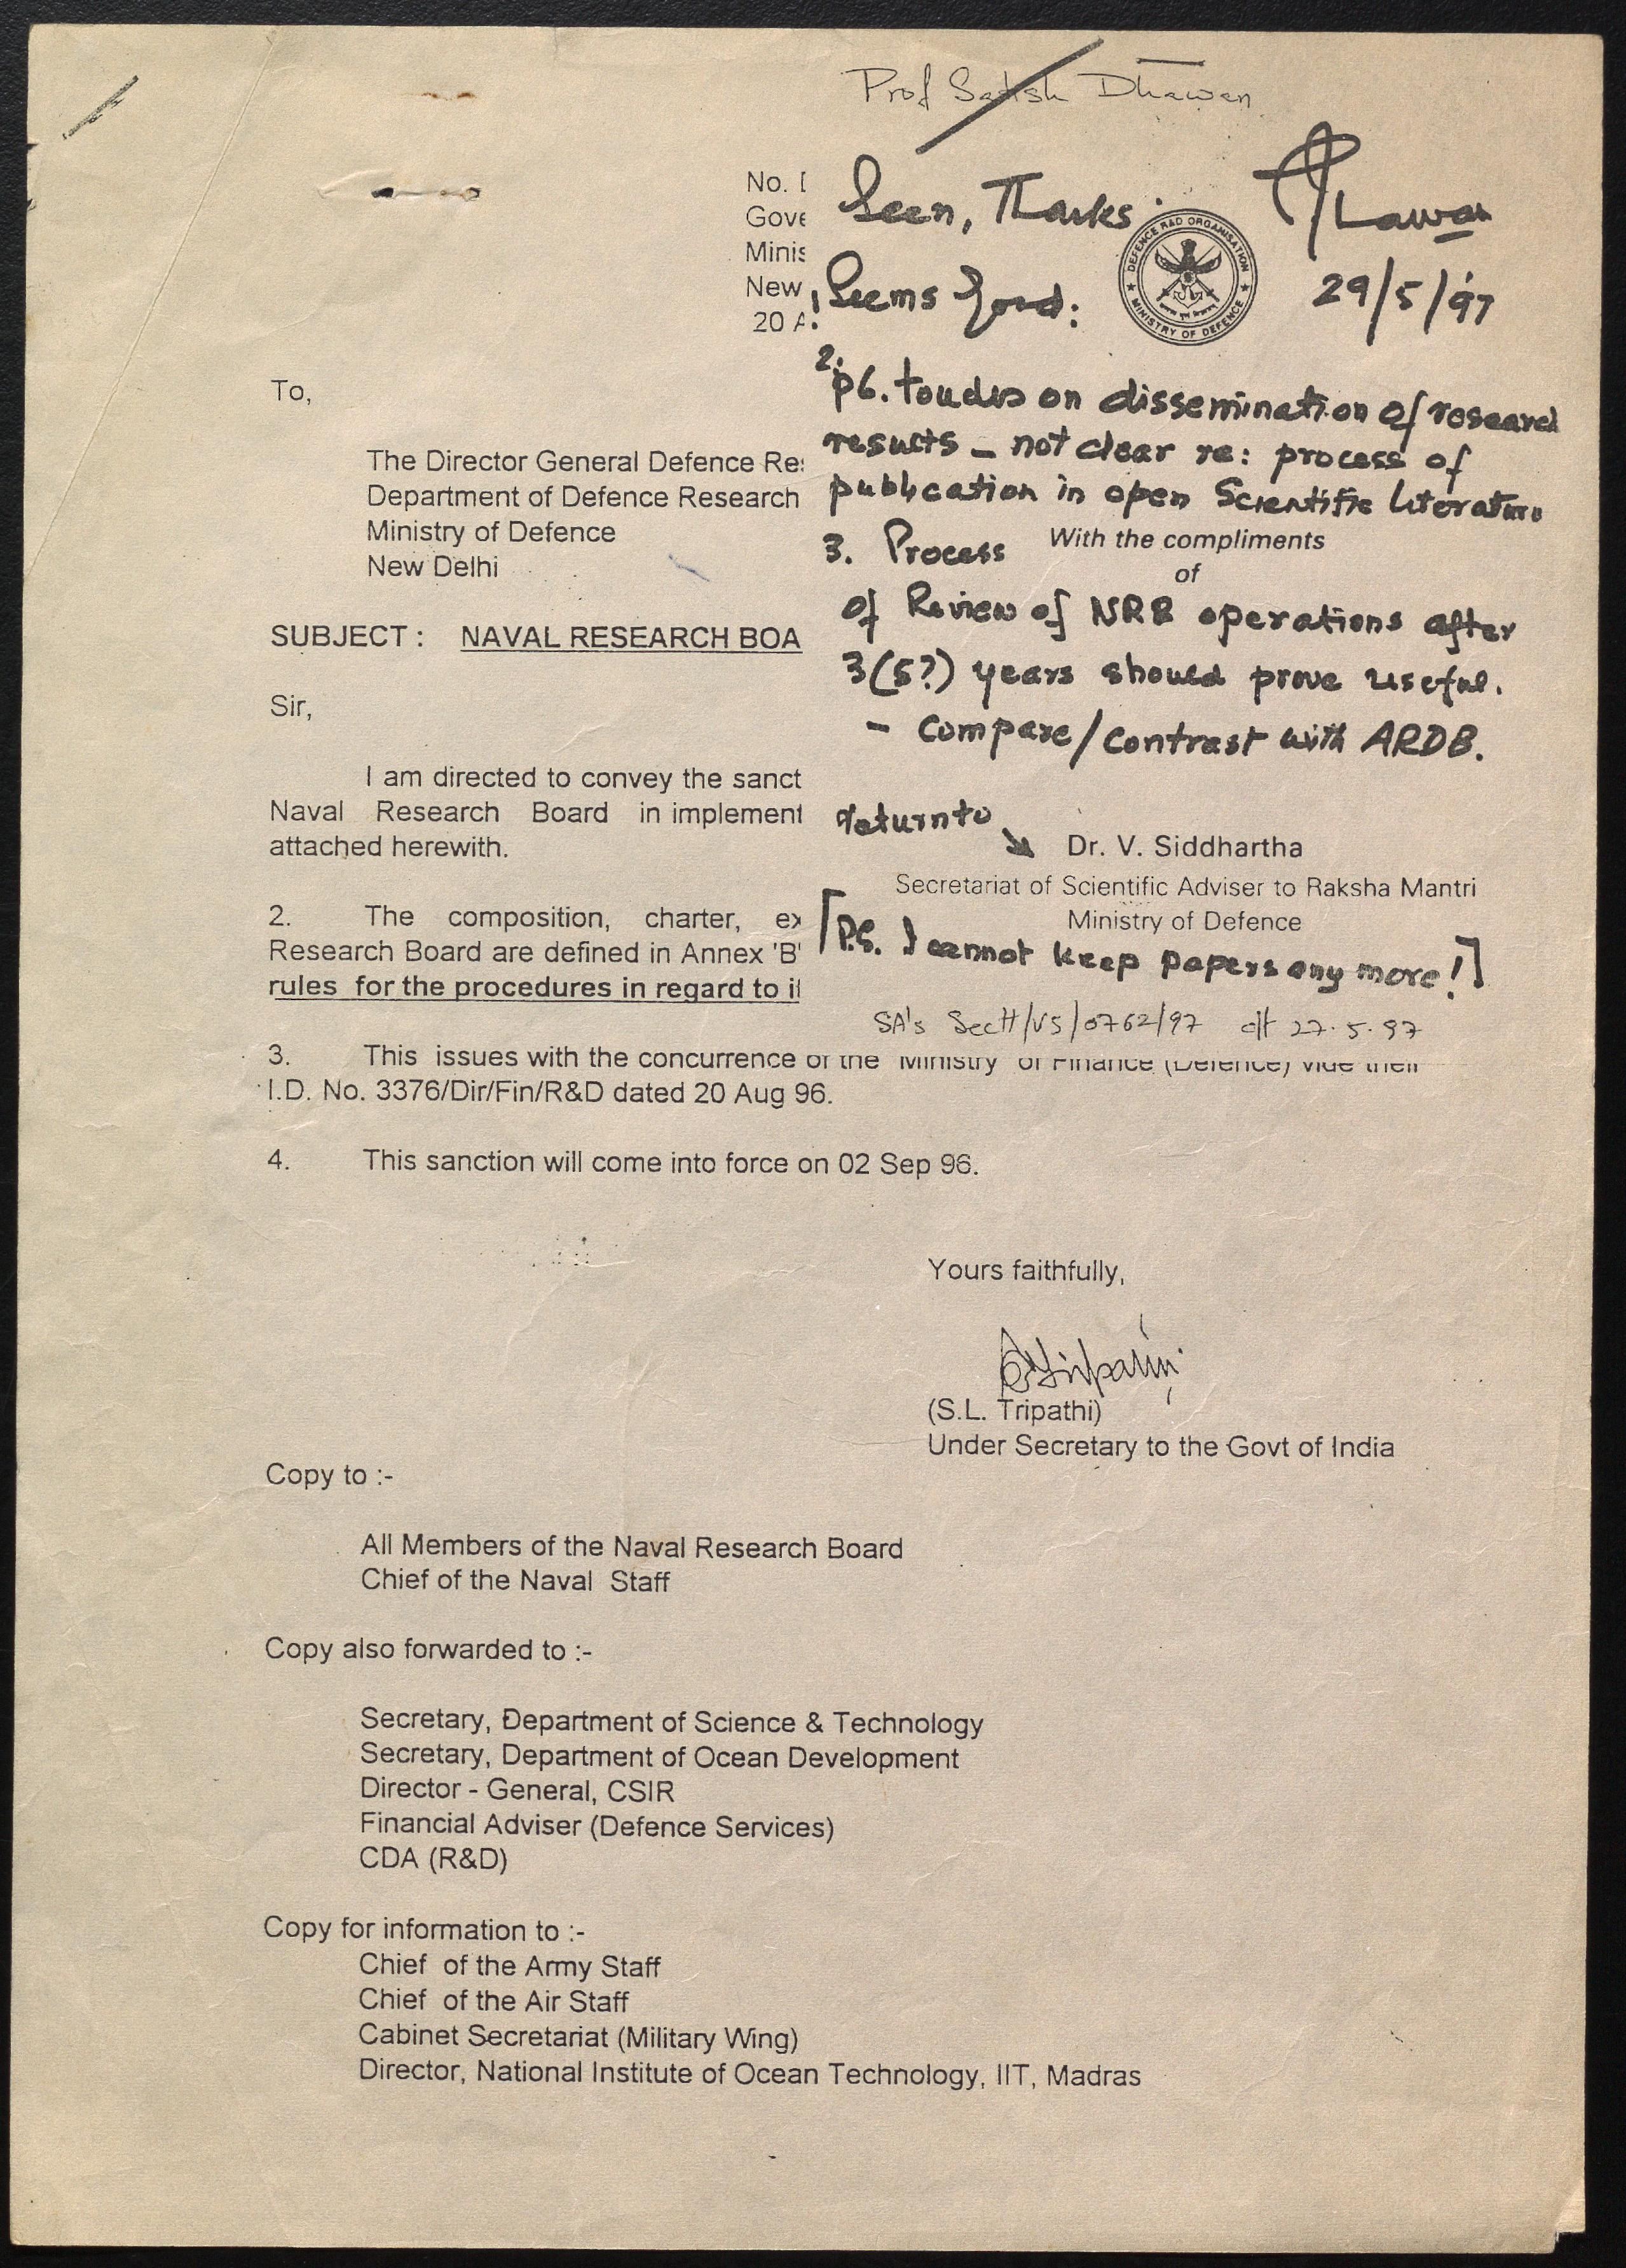 Prof Satish Dhawan
Seen, Thanks.
Dhawan
1. Seems Good:
29/5/'97
DEFENCE R&D ORGANISATION
MINISTRY OF DEFENCE
2. p6. touches on dissemination of research
results – not clear re: process of
publication in open Scientific literature
3. Process
With the compliments
of
of Review of NRB operations after
3(5?) years should prove useful.
– Compare/Contrast with ARDB.
Return to
Dr. V. Siddhartha
Secretariat of Scientific Adviser to Raksha Mantri
Ministry of Defence
[P.S. I cannot keep papers any more!]
SA's Sectt/VS/0762/97 dt 27.5.97
No.
Gove
Minis
New
20 A
To,
The Director General Defence Re
Department of Defence Research
Ministry of Defence
New Delhi
SUBJECT : NAVAL RESEARCH BOA
Sir,
I am directed to convey the sanct
Naval Research Board in implement
attached herewith.
2. The composition, charter, ex
Research Board are defined in Annex 'B'
rules for the procedures in regard to
3. This issues with the concurrence of the Ministry of Finance (Defence) vide their
I.D. No. 3376/Dir/Fin/R&D dated 20 Aug 96.
4. This sanction will come into force on 02 Sep 96.
Yours faithfully,
(S.L. Tripathi)
Under Secretary to the Govt of India
Copy to :-
All Members of the Naval Research Board
Chief of the Naval Staff
Copy also forwarded to :-
Secretary, Department of Science & Technology
Secretary, Department of Ocean Development
Director - General, CSIR
Financial Adviser (Defence Services)
CDA (R&D)
Copy for information to :-
Chief of the Army Staff
Chief of the Air Staff
Cabinet Secretariat (Military Wing)
Director, National Institute of Ocean Technology, IIT, Madras